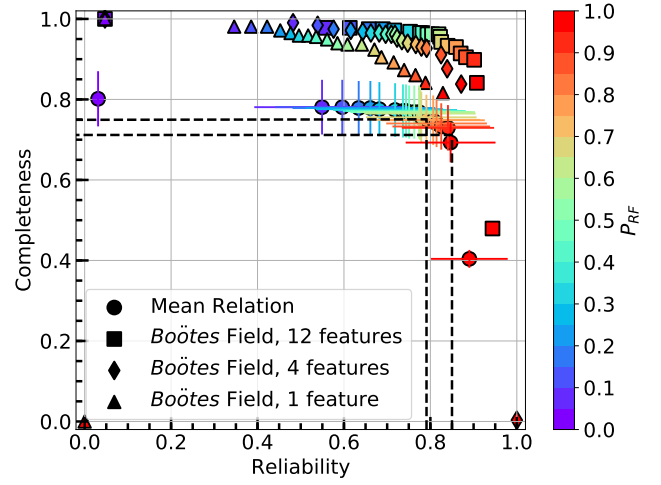 1.0
0.8
0.6
0.4
0.2
0.0
Completeness
0.0 0.2 0.4 0.6 0.8 1.0
Reliability
Mean Relation
Boötes Field, 12 features
Boötes Field, 4 features
Boötes Field, 1 feature
1.0
0.9
0.8
0.7
0.6
0.5
0.4
0.3
0.2
0.1
0.0
P_RF